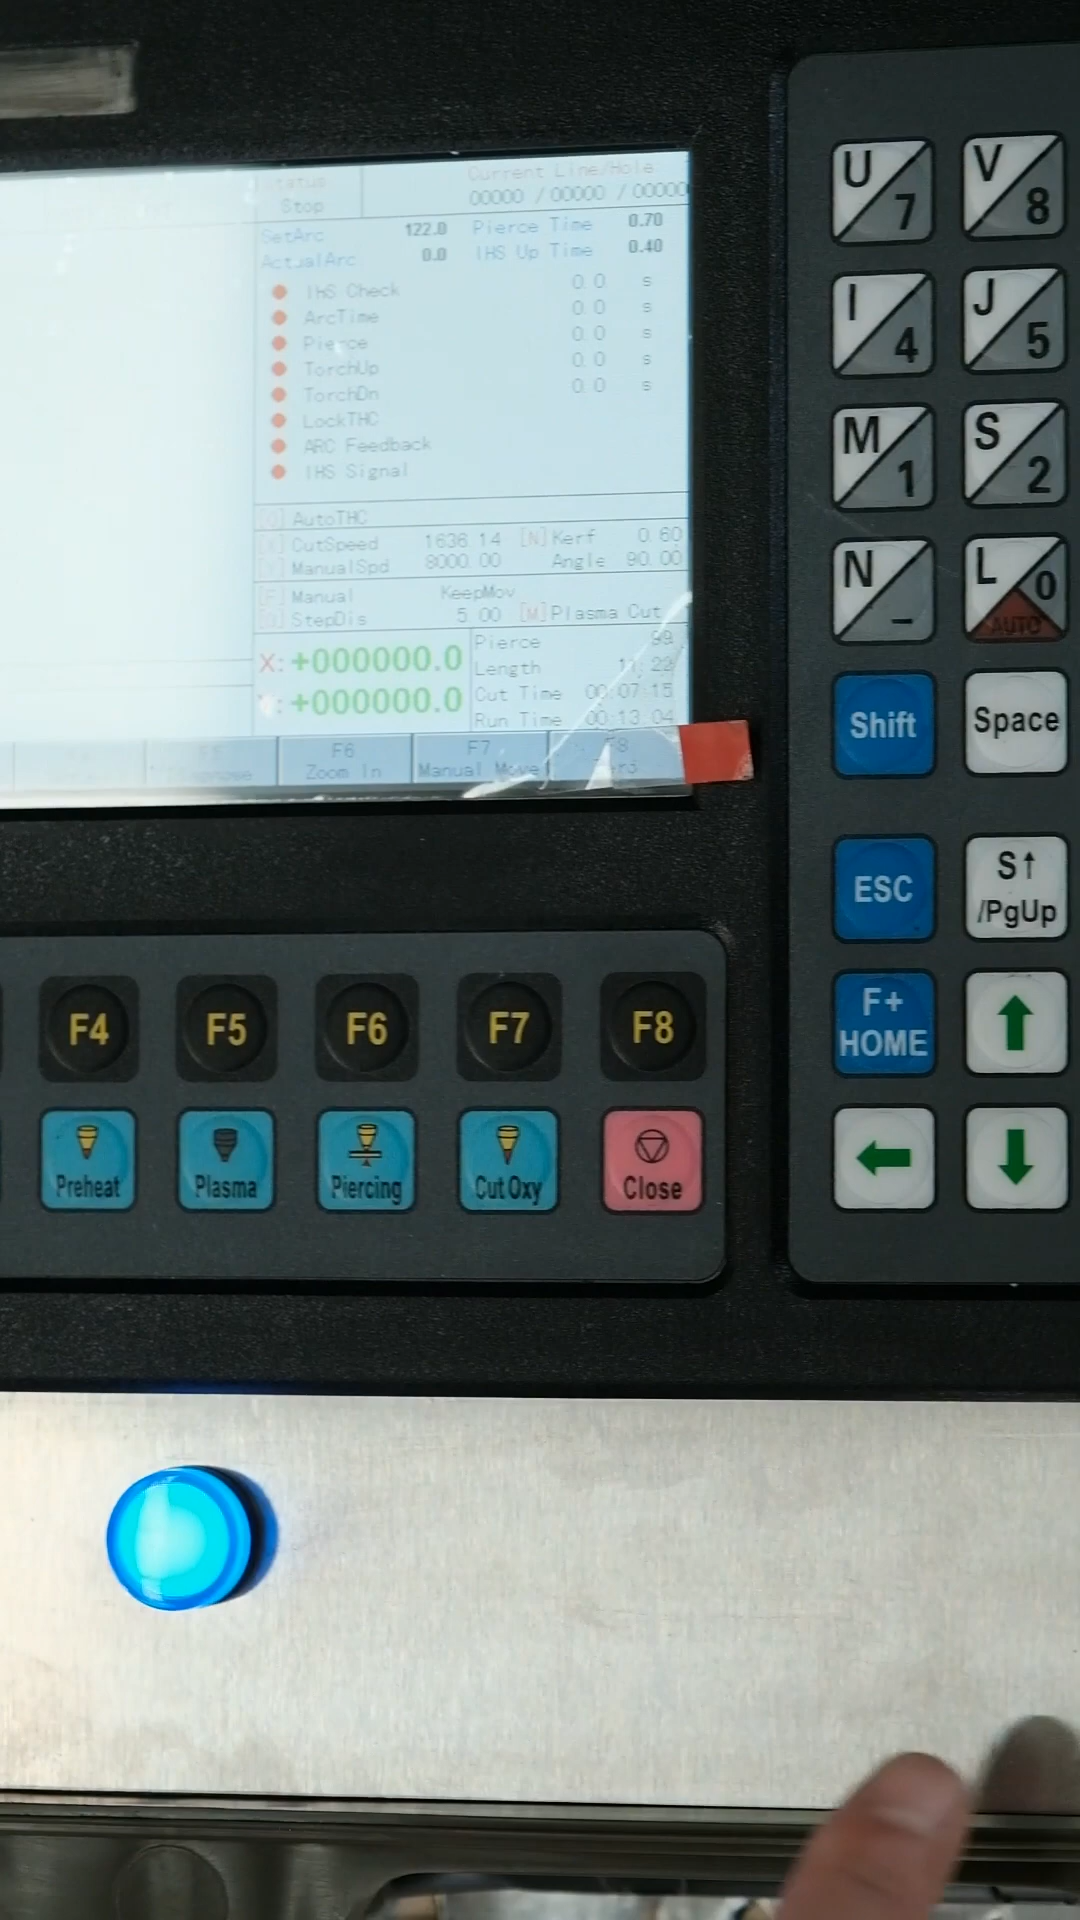 Status
Stop
Current Line/Hole
00000 /00000 /00000
SetArc 122.0 Pierce Time 0.70
ActualArc 0.0 IHS Up Time 0.40
IHS Check 0.0 s
ArcTime 0.0 s
Pierce 0.0 s
TorchUp 0.0 s
TorchDn 0.0 s
LockTHC
ARC Feedback
IHS Signal
AutoTHC
CutSpeed 1636.14 [N]Kerf 0.60
ManualSpd 8000.00 Angle 90.00
[F] Manual KeepMov
StepDis 5.00 [M]Plasma Cut
X: +000000.0
: +000000.0
Pierce 99
Length 11.22
Cut Time 00:07:15
Run Time 00:13:04
F6
Zoom In
F7
Manual Move
F8
U 7
V 8
I 4
J 5
M 1
S 2
N -
L 0 AUTO
Shift
Space
ESC
S↑
/PgUp
F+
HOME
↑
←
↓
F4
F5
F6
F7
F8
Preheat
Plasma
Piercing
Cut Oxy
Close